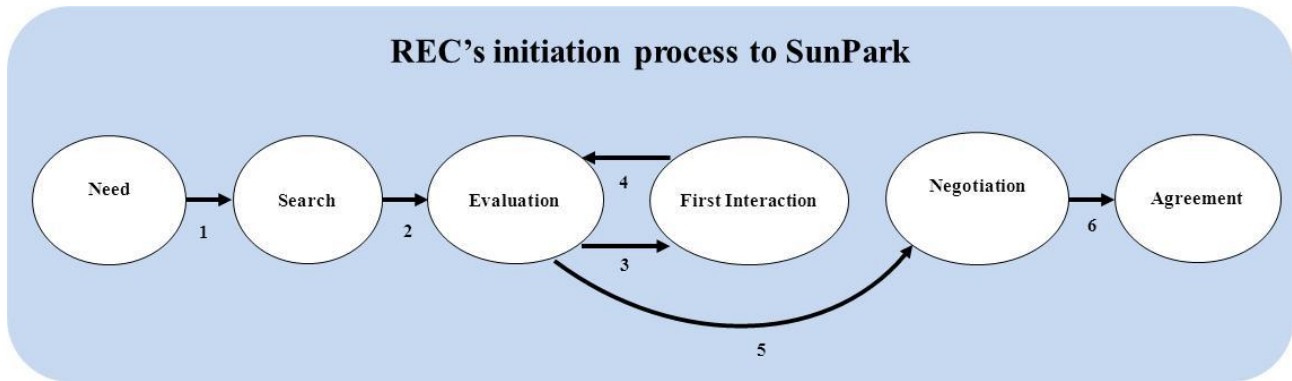 REC's initiation process to SunPark
Need
Search
Evaluation
First Interaction
Negotiation
Agreement
1
2
3
4
5
6